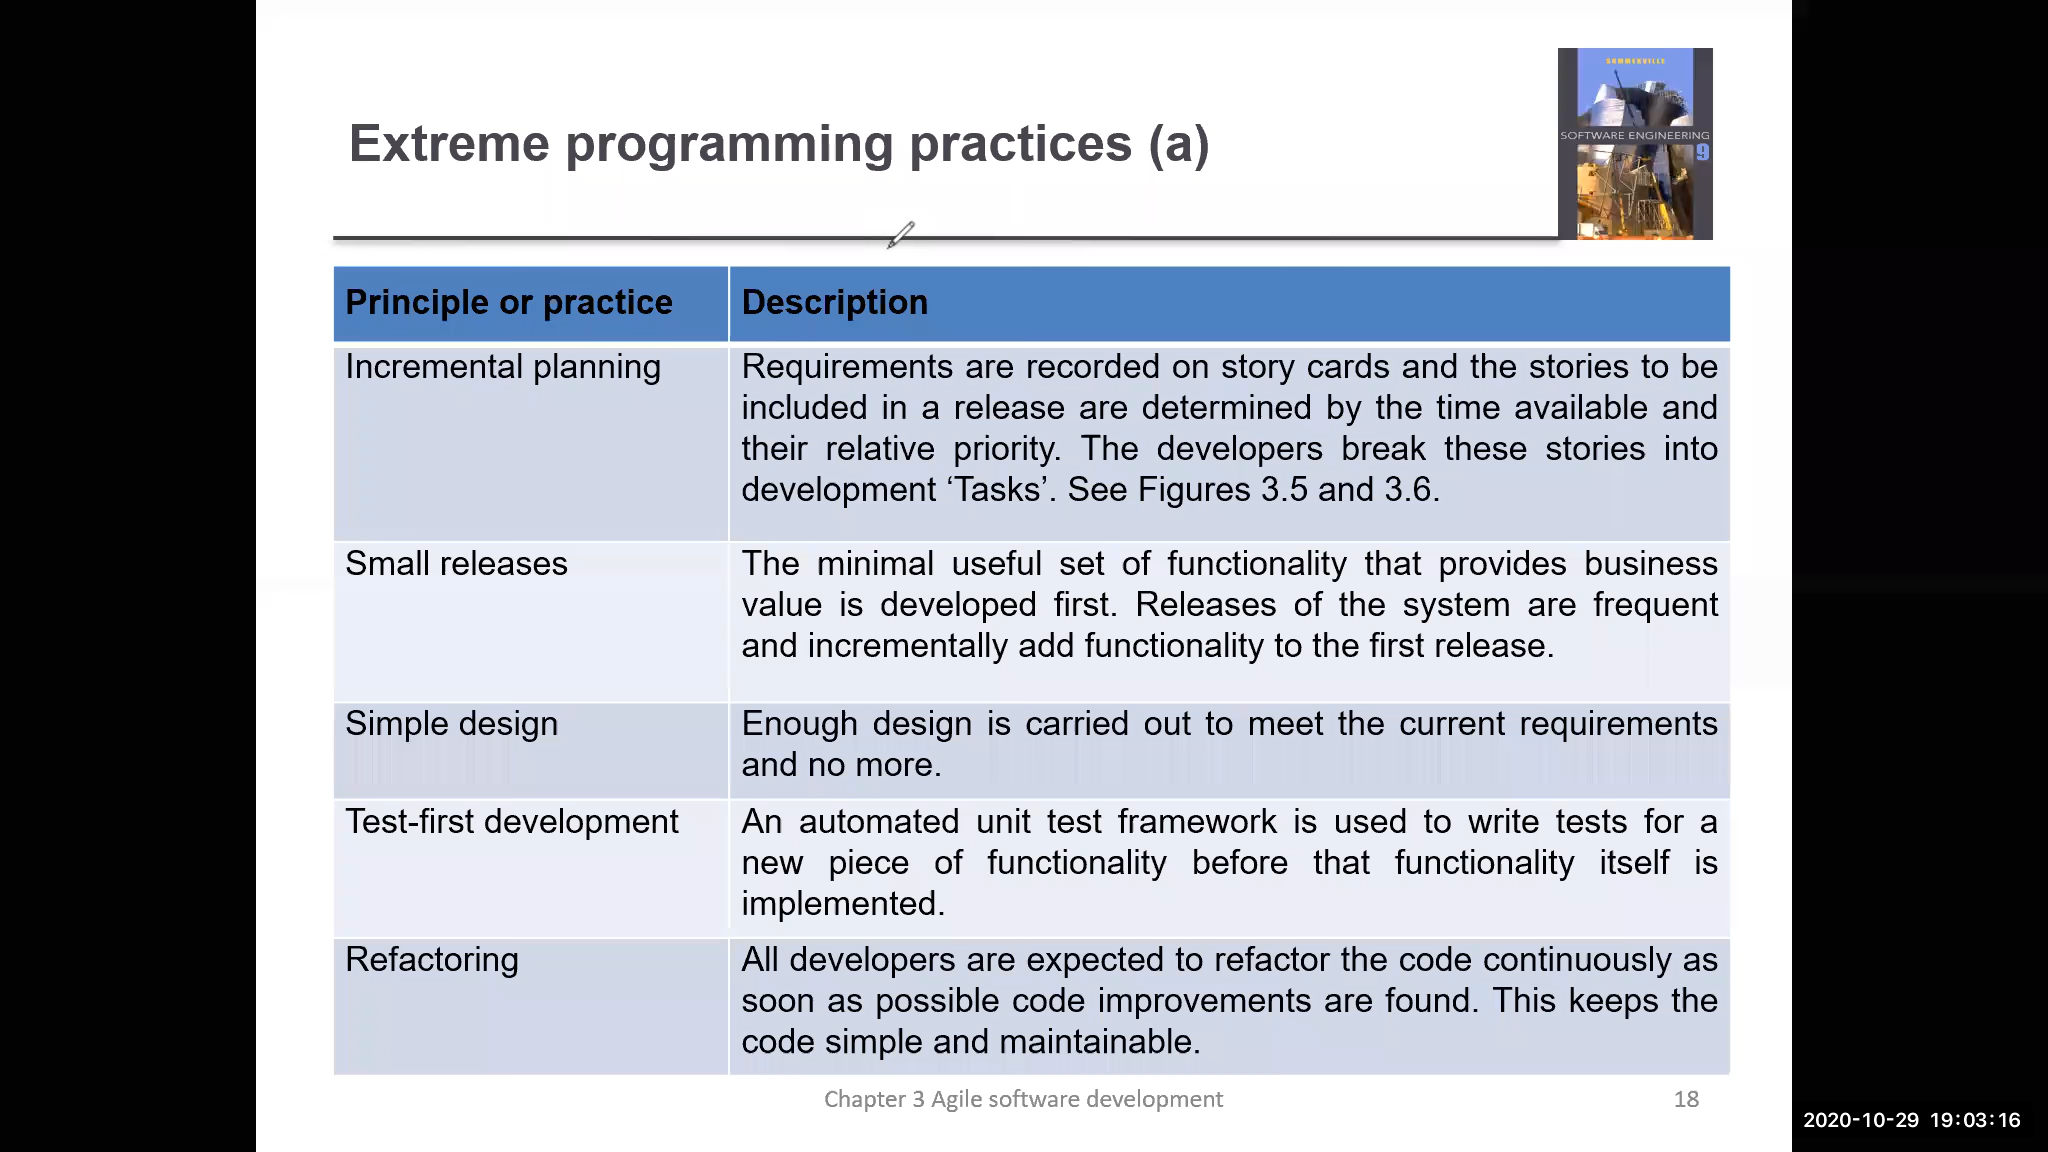 SOMMERVILLE
SOFTWARE ENGINEERING
9
Extreme programming practices (a)
Principle or practice
Description
Incremental planning
Requirements are recorded on story cards and the stories to be
included in a release are determined by the time available and
their relative priority. The developers break these stories into
development ‘Tasks’. See Figures 3.5 and 3.6.
Small releases
The minimal useful set of functionality that provides business
value is developed first. Releases of the system are frequent
and incrementally add functionality to the first release.
Simple design
Enough design is carried out to meet the current requirements
and no more.
Test-first development
An automated unit test framework is used to write tests for a
new piece of functionality before that functionality itself is
implemented.
Refactoring
All developers are expected to refactor the code continuously as
soon as possible code improvements are found. This keeps the
code simple and maintainable.
Chapter 3 Agile software development
18
2020-10-29 19:03:16